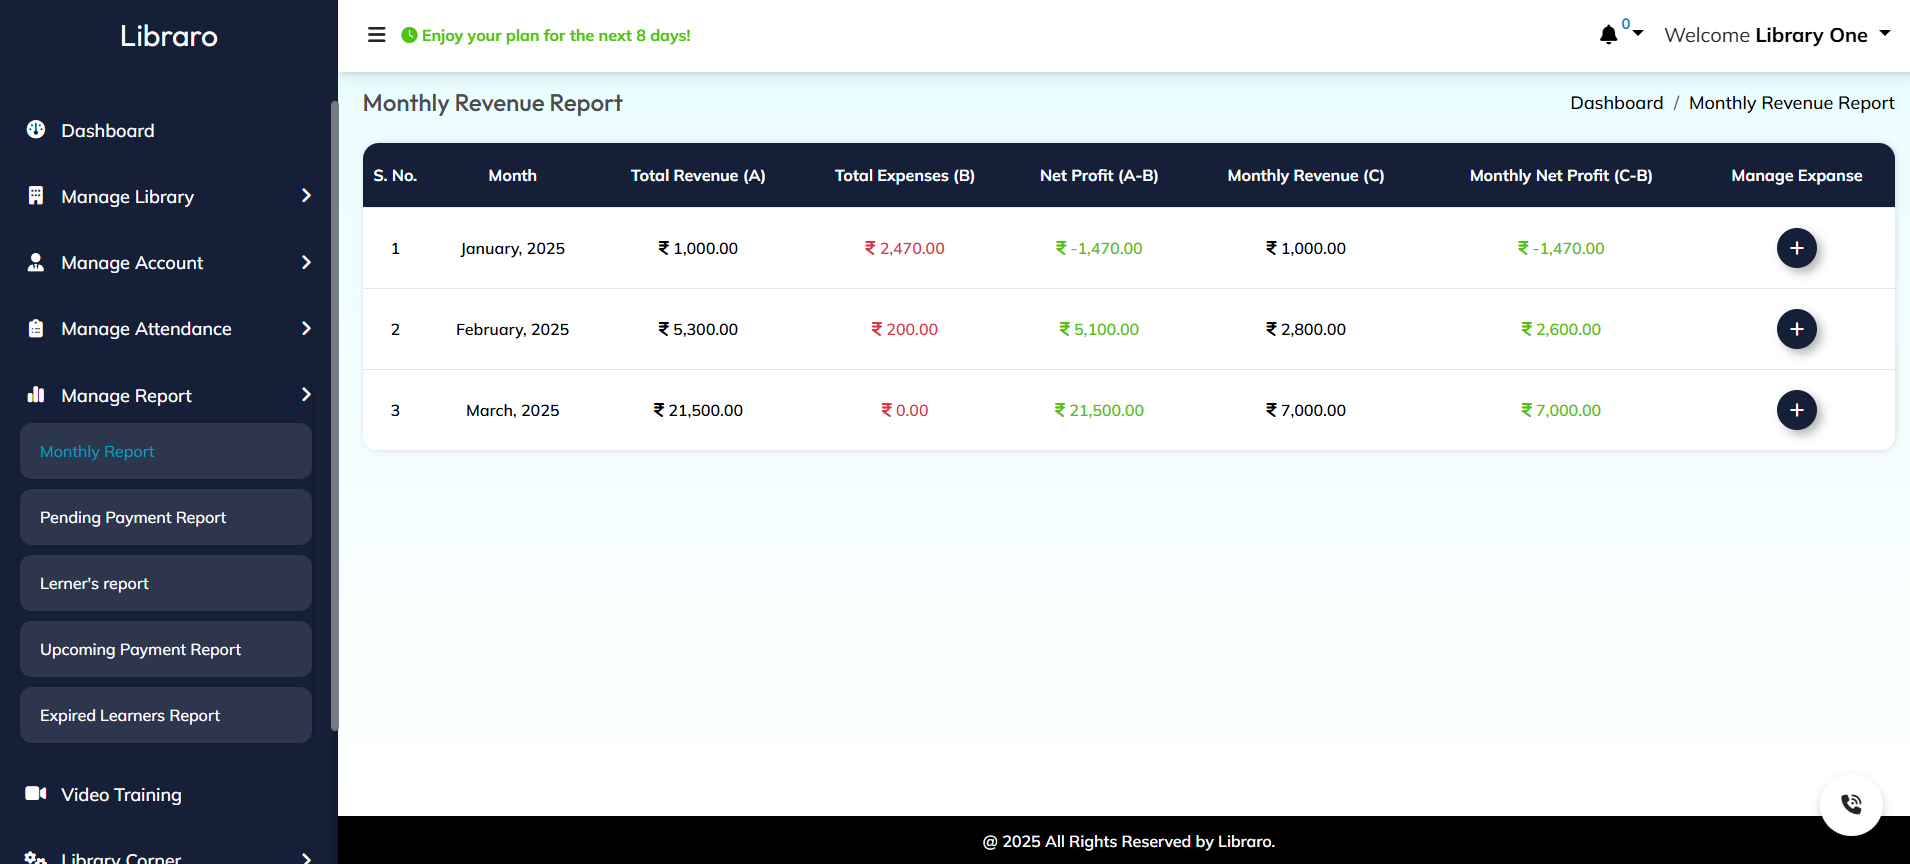 Libraro
Enjoy your plan for the next 8 days!
0
Welcome Library One
Dashboard
Manage Library
Manage Account
Manage Attendance
Manage Report
Monthly Report
Pending Payment Report
Lerner's report
Upcoming Payment Report
Expired Learners Report
Video Training
Library Corner
Monthly Revenue Report
Dashboard / Monthly Revenue Report
S. No. Month Total Revenue (A) Total Expenses (B) Net Profit (A-B) Monthly Revenue (C) Monthly Net Profit (C-B) Manage Expanse
1 January, 2025 ₹ 1,000.00 ₹ 2,470.00 ₹ -1,470.00 ₹ 1,000.00 ₹ -1,470.00
2 February, 2025 ₹ 5,300.00 ₹ 200.00 ₹ 5,100.00 ₹ 2,800.00 ₹ 2,600.00
3 March, 2025 ₹ 21,500.00 ₹ 0.00 ₹ 21,500.00 ₹ 7,000.00 ₹ 7,000.00
@ 2025 All Rights Reserved by Libraro.